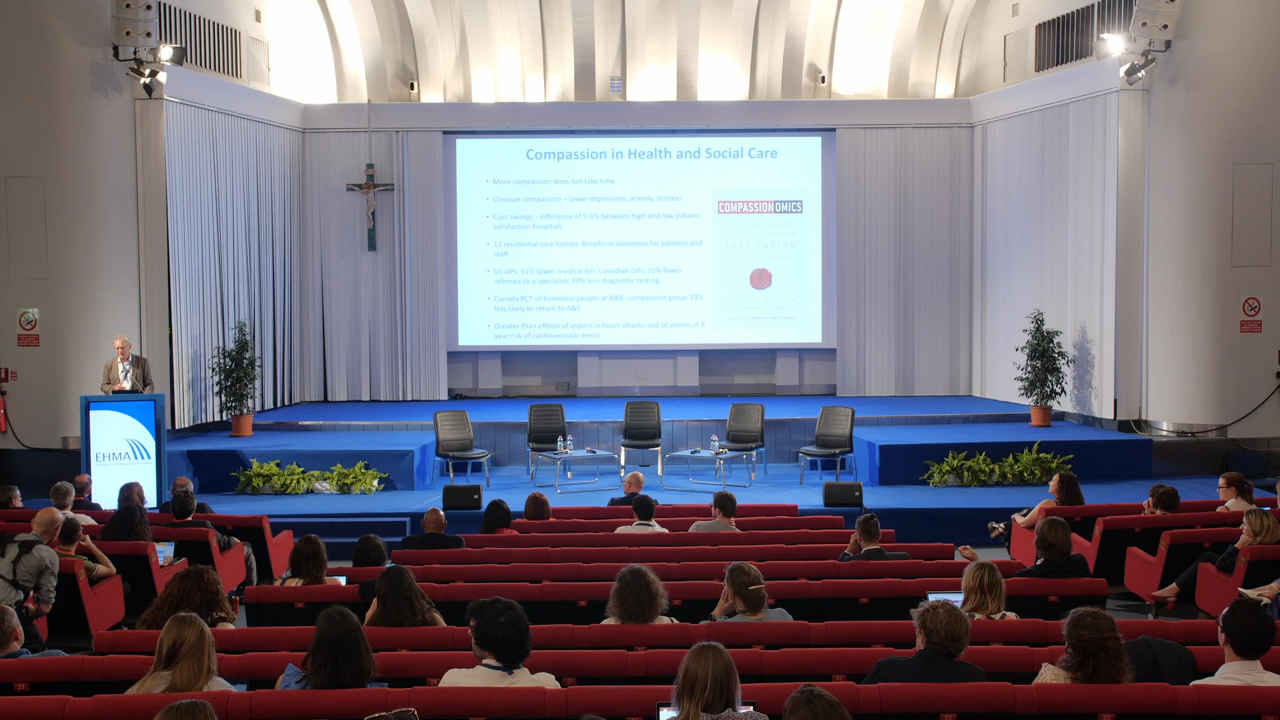 Compassion in Health and Social Care
• More compassion does not take time
• Clinician compassion – lower depression, anxiety, distress
• Cost savings - difference of 5.6% between high and low patient
satisfaction hospitals
• 13 residential care homes. Beneficial outcomes for patients and
staff.
• US GPs: 51% lower medical bill. Canadian GPs: 51% fewer
referrals to a specialist; 40% less diagnostic testing.
• Canada RCT of homeless people at A&E: compassion group 33%
less likely to return to A&E
• Greater than effects of aspirin in heart attacks and of statins in 5-
year risk of cardiovascular event
COMPASSIONOMICS
THAT CARING
EHMA